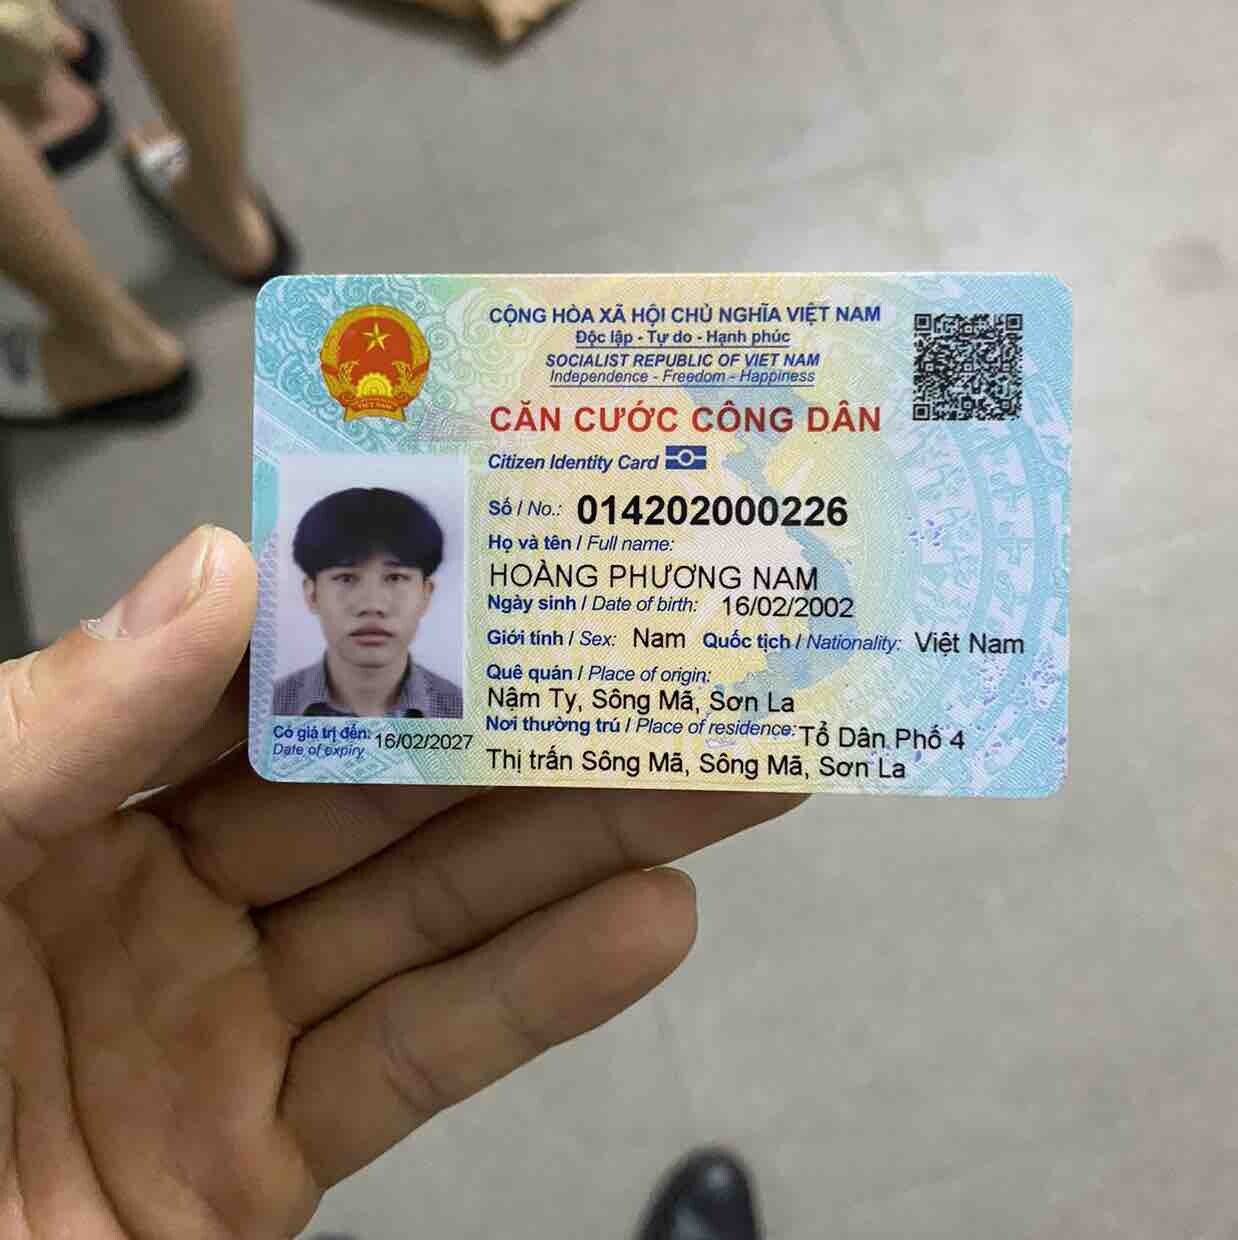 CỘNG HÒA XÃ HỘI CHỦ NGHĨA VIỆT NAM
Độc lập - Tự do - Hạnh phúc
SOCIALIST REPUBLIC OF VIET NAM
Independence - Freedom - Happiness
CĂN CƯỚC CÔNG DÂN
Citizen Identity Card
Số / No.: 014202000226
Họ và tên / Full name:
HOÀNG PHƯƠNG NAM
Ngày sinh / Date of birth: 16/02/2002
Giới tính / Sex: Nam Quốc tịch / Nationality: Việt Nam
Quê quán / Place of origin:
Nậm Ty, Sông Mã, Sơn La
Nơi thường trú / Place of residence: Tổ Dân Phố 4
Thị trấn Sông Mã, Sông Mã, Sơn La
Có giá trị đến: 16/02/2027
Date of expiry
VIỆT NAM